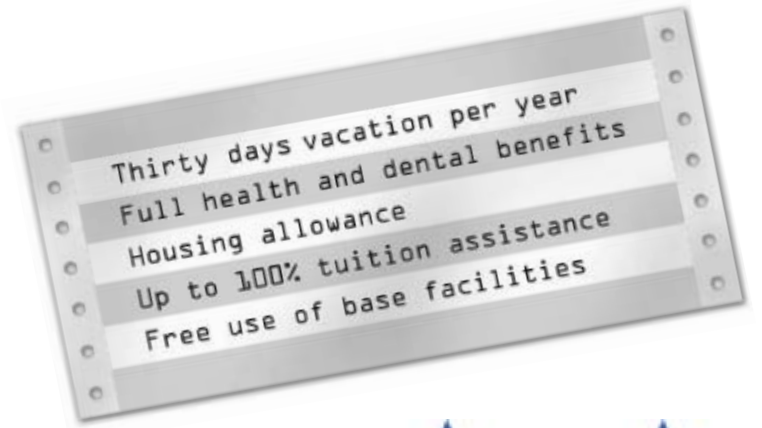 Thirty days vacation per year
Full health and dental benefits
Housing allowance
Up to 100% tuition assistance
Free use of base facilities